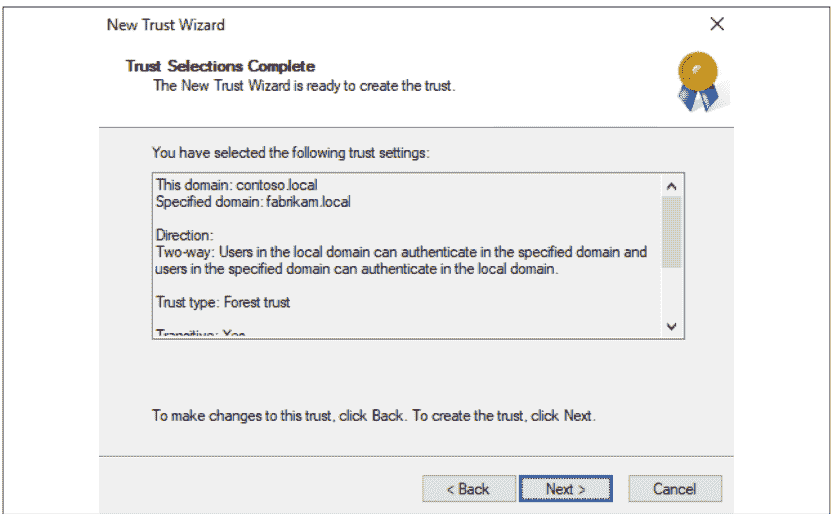 New Trust Wizard
Trust Selections Complete
The New Trust Wizard is ready to create the trust.
You have selected the following trust settings:
This domain: contoso.local
Specified domain: fabrikam.local
Direction:
Two-way: Users in the local domain can authenticate in the specified domain and
users in the specified domain can authenticate in the local domain.
Trust type: Forest trust
Transitive: Yes
To make changes to this trust, click Back. To create the trust, click Next.
< Back
Next >
Cancel